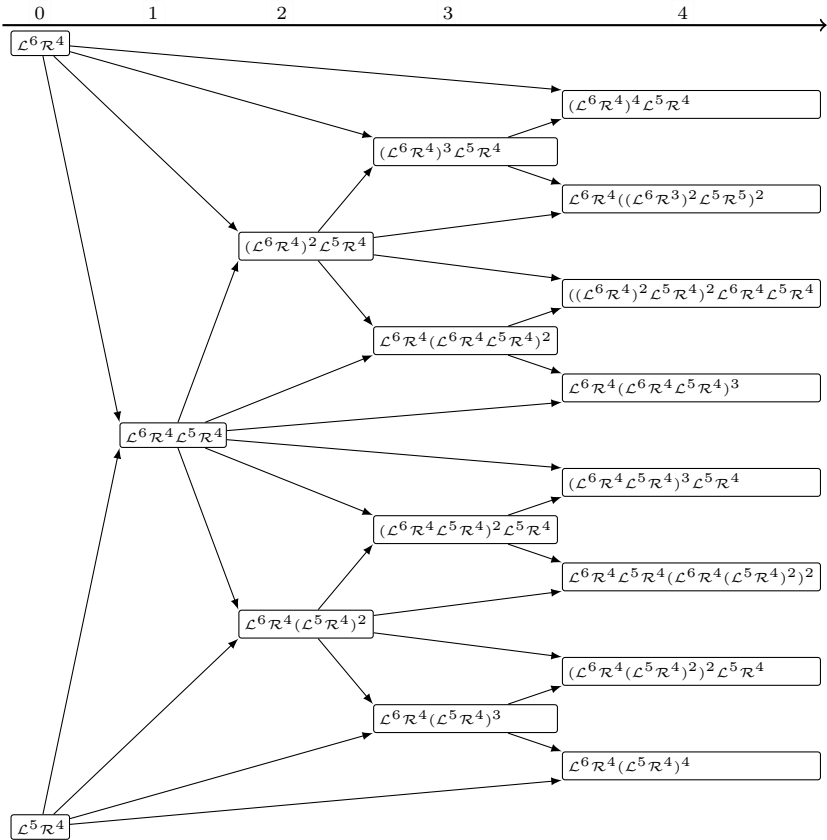 0 1 2 3 4
ℒ⁶ℛ⁴
(ℒ⁶ℛ⁴)⁴ℒ⁵ℛ⁴
(ℒ⁶ℛ⁴)³ℒ⁵ℛ⁴
ℒ⁶ℛ⁴((ℒ⁶ℛ³)²ℒ⁵ℛ⁵)²
(ℒ⁶ℛ⁴)²ℒ⁵ℛ⁴
((ℒ⁶ℛ⁴)²ℒ⁵ℛ⁴)²ℒ⁶ℛ⁴ℒ⁵ℛ⁴
ℒ⁶ℛ⁴(ℒ⁶ℛ⁴ℒ⁵ℛ⁴)²
ℒ⁶ℛ⁴(ℒ⁶ℛ⁴ℒ⁵ℛ⁴)³
ℒ⁶ℛ⁴ℒ⁵ℛ⁴
(ℒ⁶ℛ⁴ℒ⁵ℛ⁴)³ℒ⁵ℛ⁴
(ℒ⁶ℛ⁴ℒ⁵ℛ⁴)²ℒ⁵ℛ⁴
ℒ⁶ℛ⁴ℒ⁵ℛ⁴(ℒ⁶ℛ⁴(ℒ⁵ℛ⁴)²)²
ℒ⁶ℛ⁴(ℒ⁵ℛ⁴)²
(ℒ⁶ℛ⁴(ℒ⁵ℛ⁴)²)²ℒ⁵ℛ⁴
ℒ⁶ℛ⁴(ℒ⁵ℛ⁴)³
ℒ⁶ℛ⁴(ℒ⁵ℛ⁴)⁴
ℒ⁵ℛ⁴